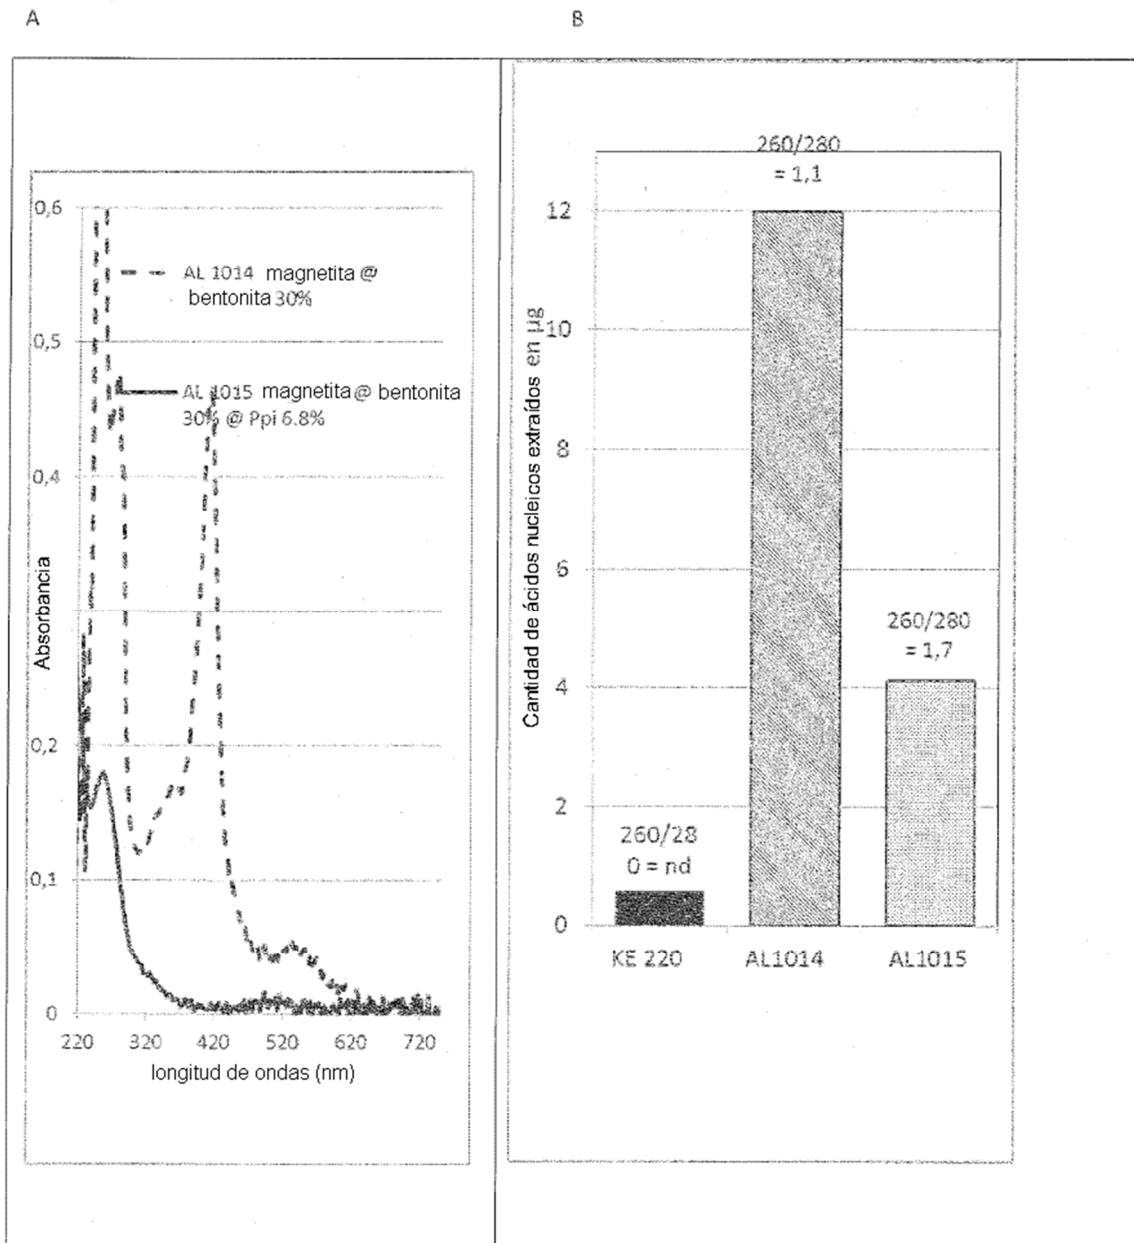 A
B
0,6
0,5
0,4
0,2
0,1
0
AL 1014 magnetita @
bentonita 30%
AL 1015 magnetita @ bentonita
30% @ Ppi 6.8%
Absorbancia
220 320 420 520 620 720
longitud de ondas (nm)
Cantidad de ácidos nucleicos extraídos en µg
12
10
8
6
4
2
0
260/28
0 = nd
260/280
= 1,1
260/280
= 1,7
KE 220 AL1014 AL1015